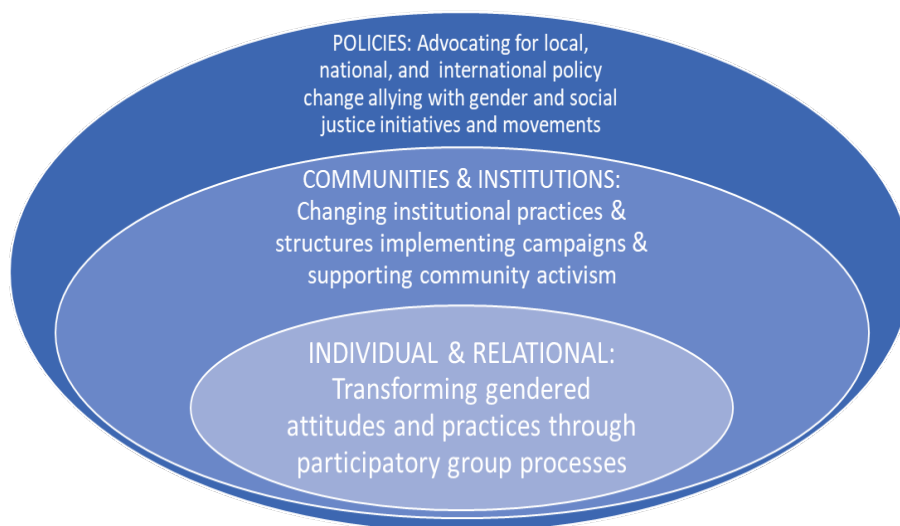 POLICIES: Advocating for local,
national, and international policy
change allying with gender and social
justice initiatives and movements
COMMUNITIES & INSTITUTIONS:
Changing institutional practices &
structures implementing campaigns &
supporting community activism
INDIVIDUAL & RELATIONAL:
Transforming gendered
attitudes and practices through
participatory group processes